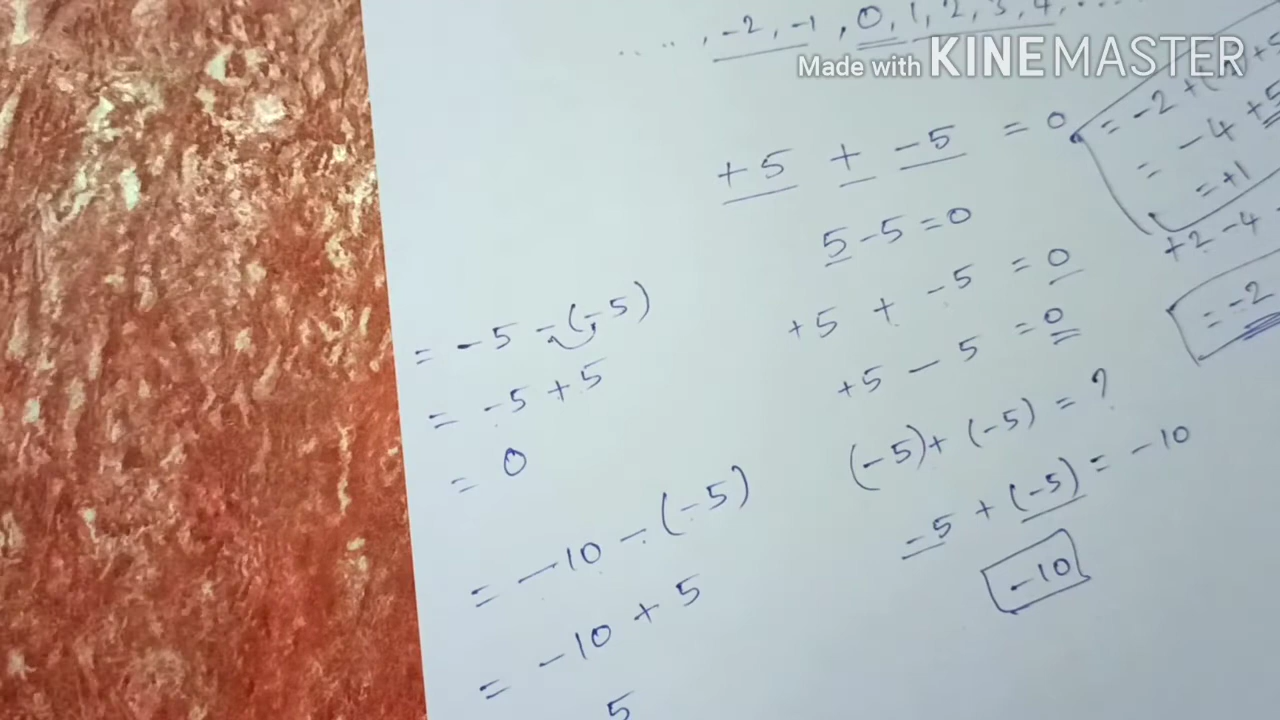 ...., -2, -1, 0, 1, 2, 3, 4, ....
Made with KINEMASTER
+5 + -5 = 0
5 - 5 = 0
+5 + -5 = 0
+5 - 5 = 0
(-5) + (-5) = ?
-5 + (-5) = -10
-10
= -5 - (-5)
= -5 + 5
= 0
= -10 - (-5)
= -10 + 5
5
= -2 + ( +5
= -4 + 5
= +1
+2 - 4
= -2